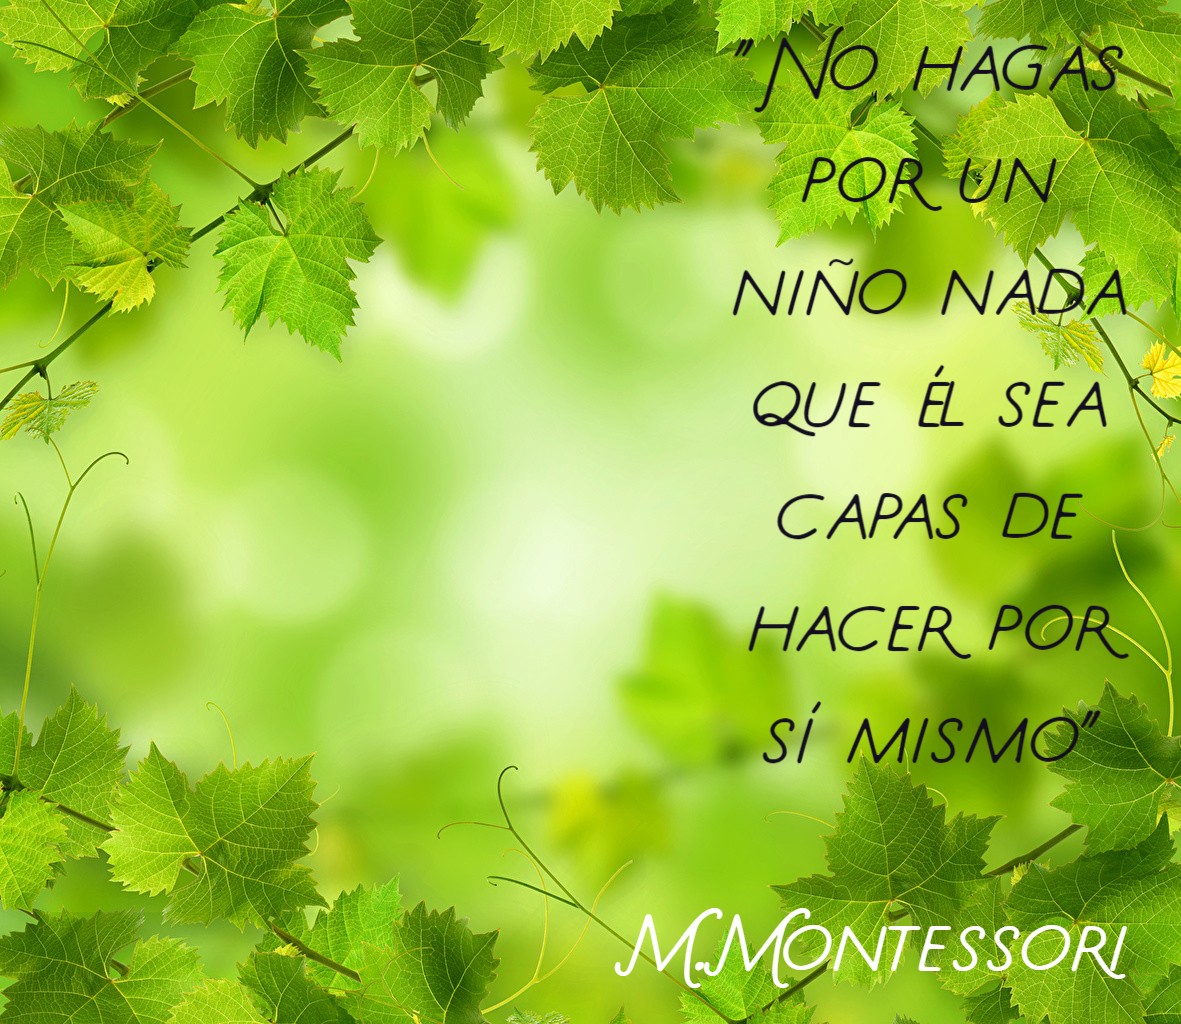 "No hagas
por un
niño nada
que él sea
capas de
hacer por
sí mismo"
M.Montessori